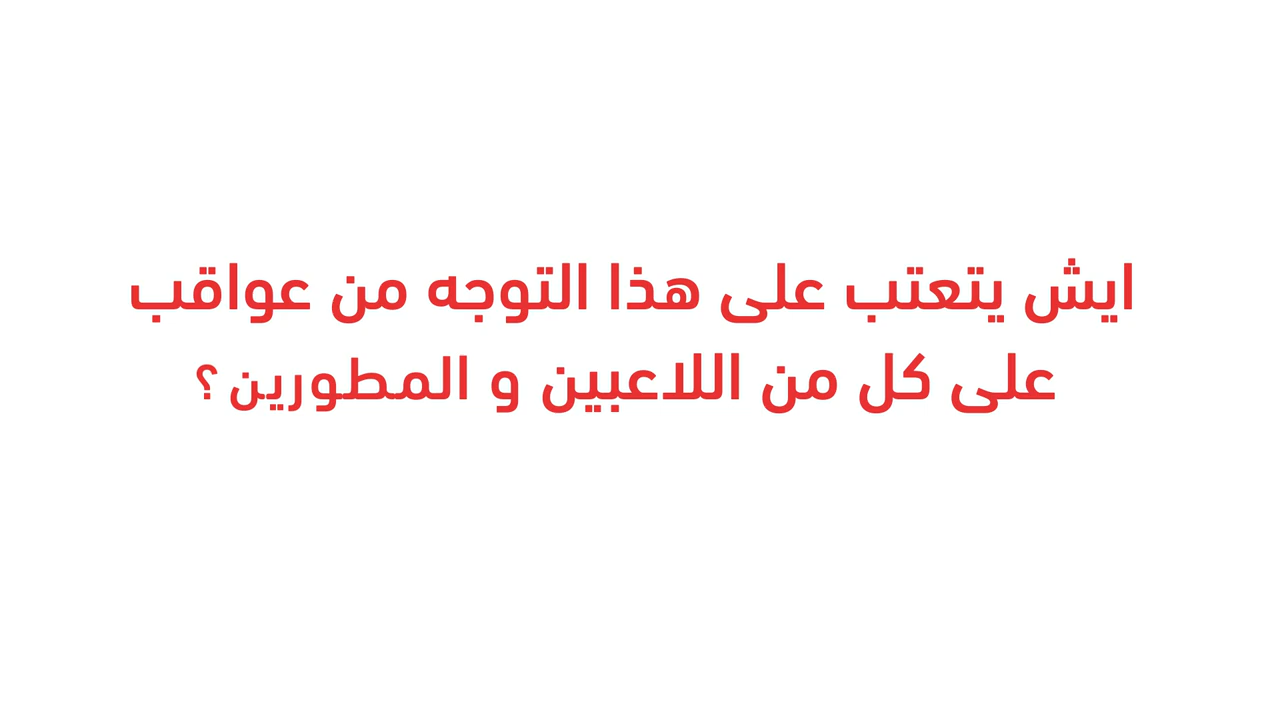 ايش يتعتب على هذا التوجه من عواقب
على كل من اللاعبين و المطورين ؟